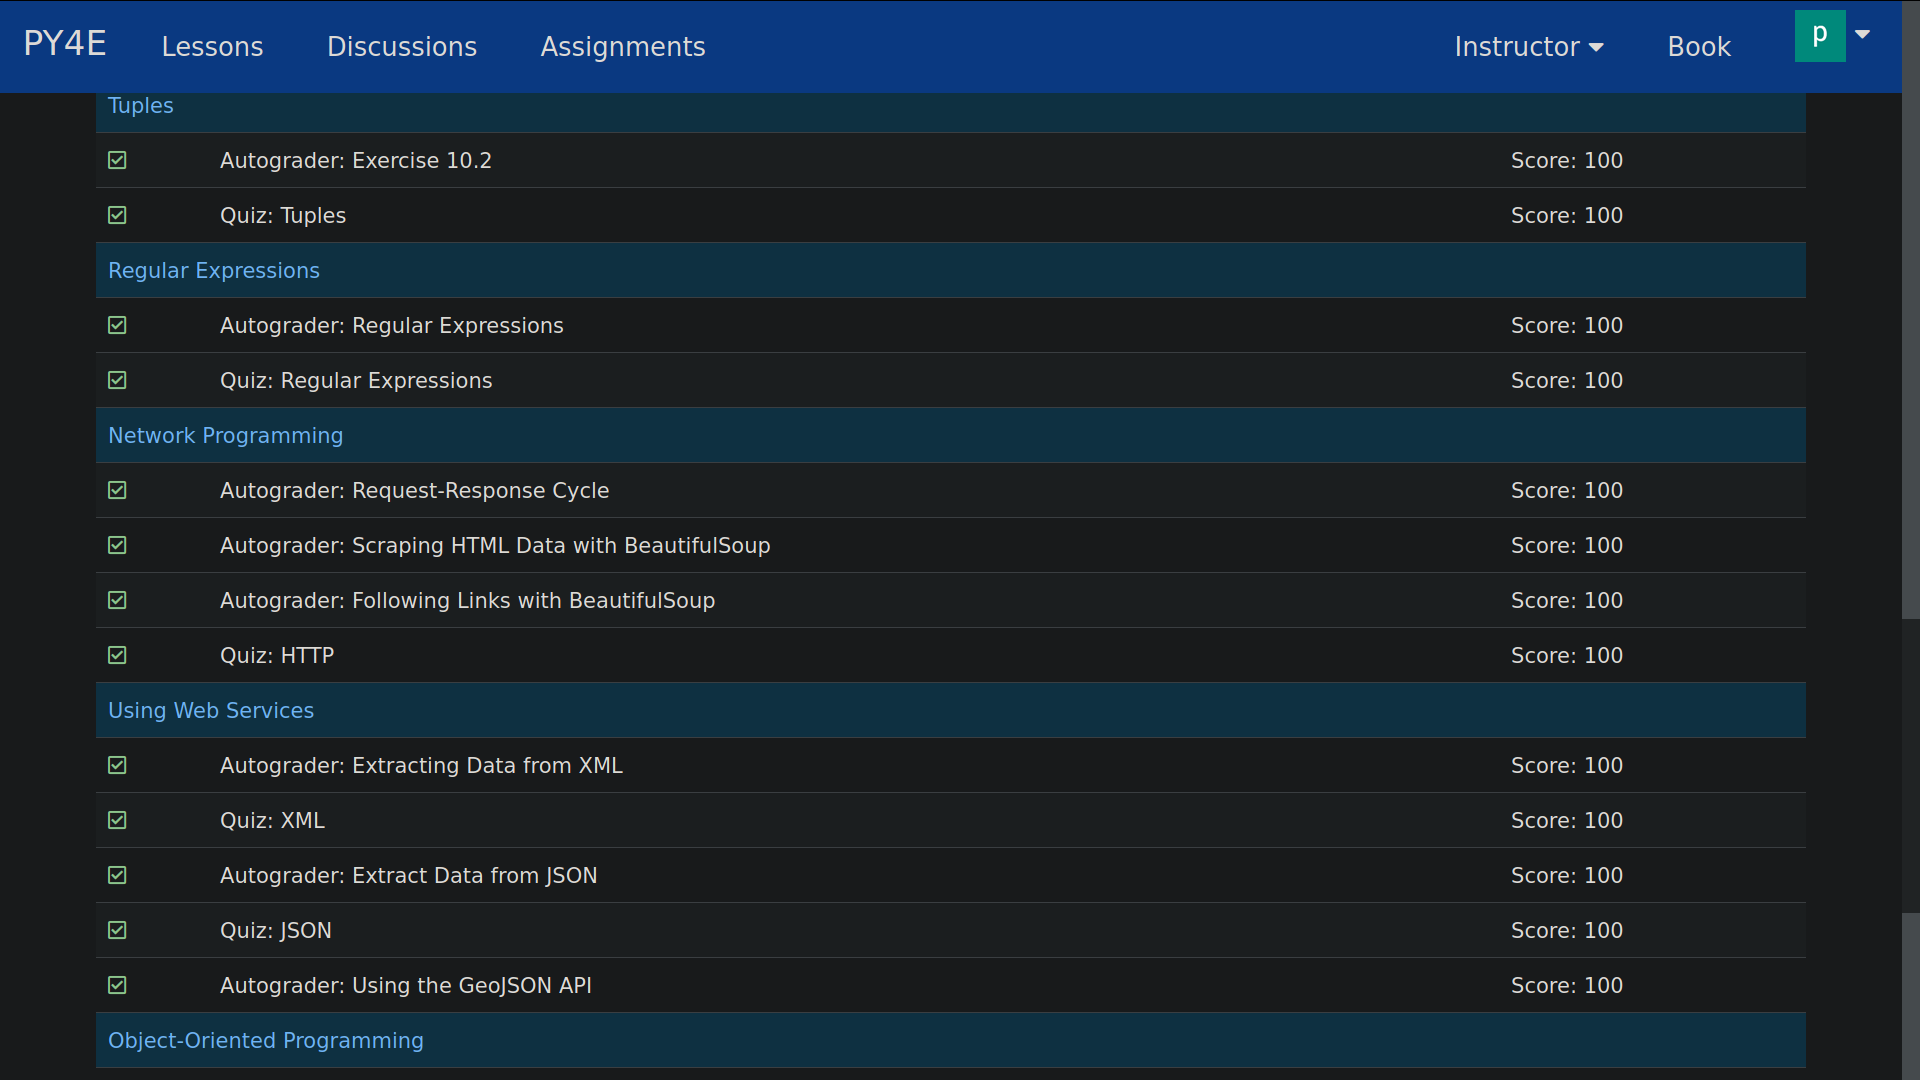 PY4E Lessons Discussions Assignments Instructor Book p
Tuples
Autograder: Exercise 10.2 Score: 100
Quiz: Tuples Score: 100
Regular Expressions
Autograder: Regular Expressions Score: 100
Quiz: Regular Expressions Score: 100
Network Programming
Autograder: Request-Response Cycle Score: 100
Autograder: Scraping HTML Data with BeautifulSoup Score: 100
Autograder: Following Links with BeautifulSoup Score: 100
Quiz: HTTP Score: 100
Using Web Services
Autograder: Extracting Data from XML Score: 100
Quiz: XML Score: 100
Autograder: Extract Data from JSON Score: 100
Quiz: JSON Score: 100
Autograder: Using the GeoJSON API Score: 100
Object-Oriented Programming